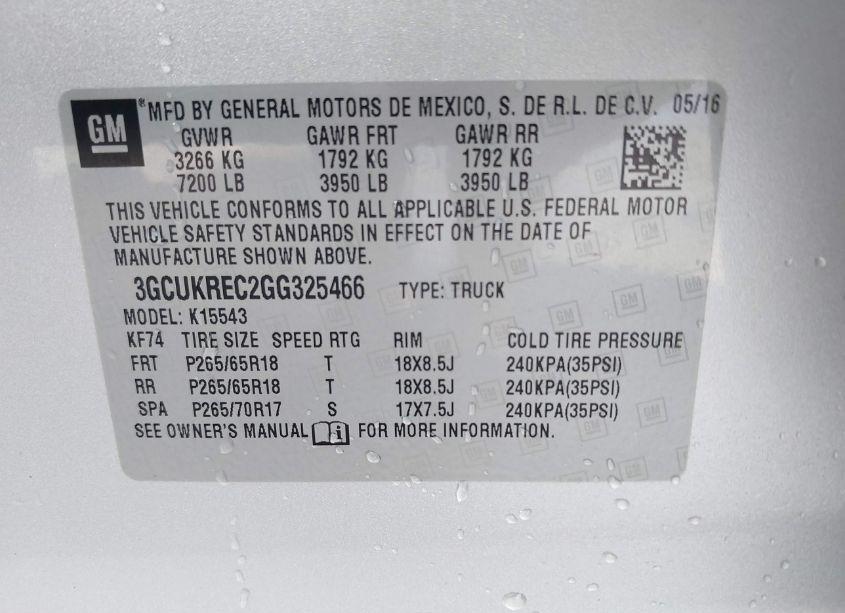 GM ® MFD BY GENERAL MOTORS DE MEXICO, S. DE R.L. DE C.V. 05/16
GVWR GAWR FRT GAWR RR
3266 KG 1792 KG 1792 KG
7200 LB 3950 LB 3950 LB
THIS VEHICLE CONFORMS TO ALL APPLICABLE U.S. FEDERAL MOTOR
VEHICLE SAFETY STANDARDS IN EFFECT ON THE DATE OF
MANUFACTURE SHOWN ABOVE.
3GCUKREC2GG325466 TYPE: TRUCK
MODEL: K15543
KF74 TIRE SIZE SPEED RTG RIM COLD TIRE PRESSURE
FRT P265/65R18 T 18X8.5J 240KPA(35PSI)
RR P265/65R18 T 18X8.5J 240KPA(35PSI)
SPA P265/70R17 S 17X7.5J 240KPA(35PSI)
SEE OWNER'S MANUAL i FOR MORE INFORMATION.